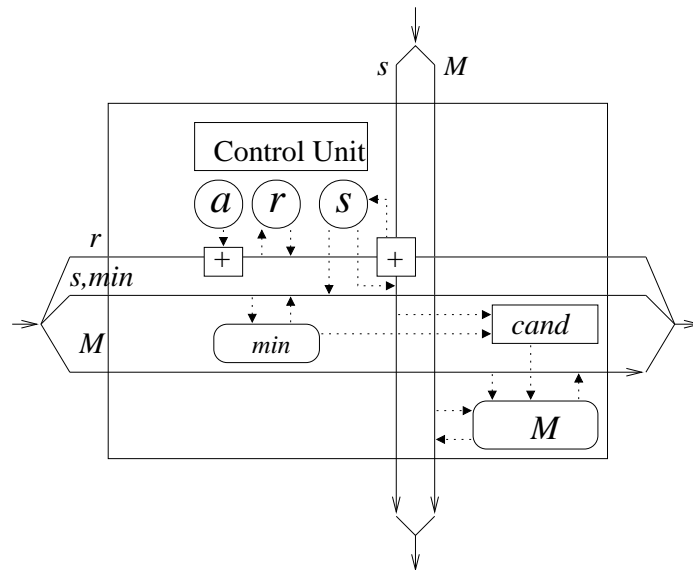 s M
Control Unit
a r s
r
+ +
s,min
cand
M min
M